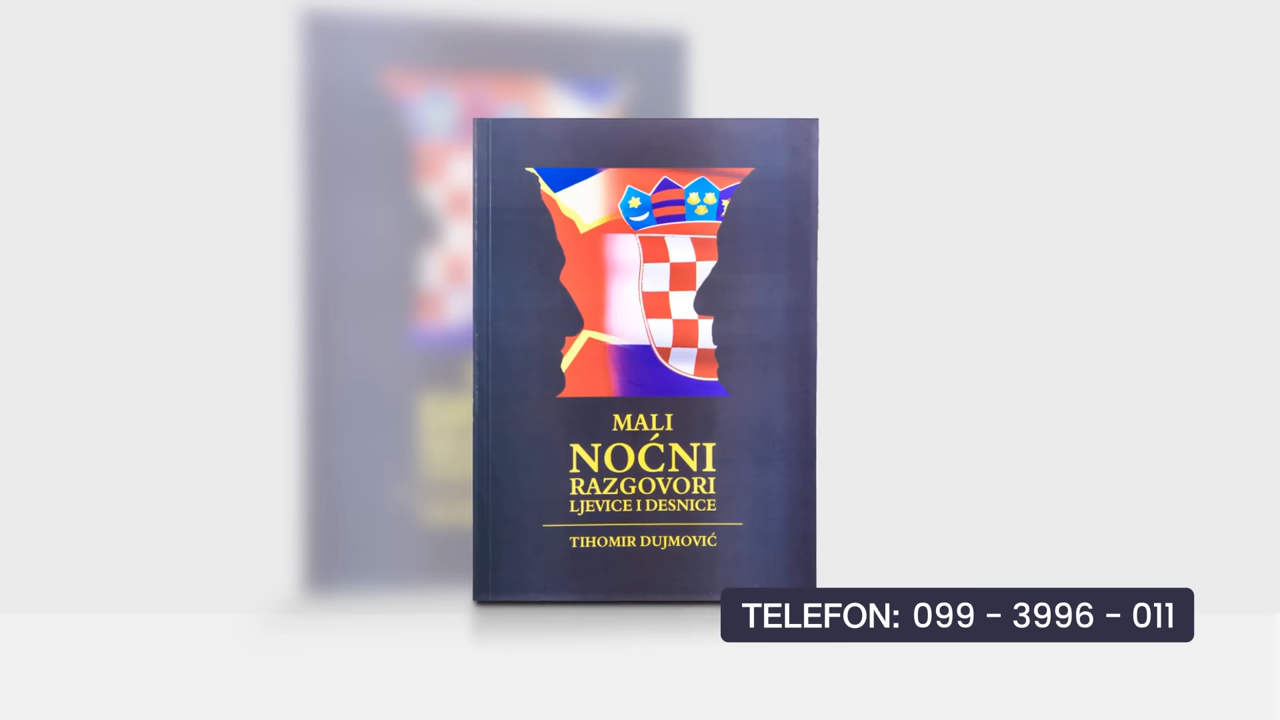 MALI
NOĆNI
RAZGOVORI
LJEVICE I DESNICE
TIHOMIR DUJMOVIĆ
TELEFON: 099 - 3996 - 011